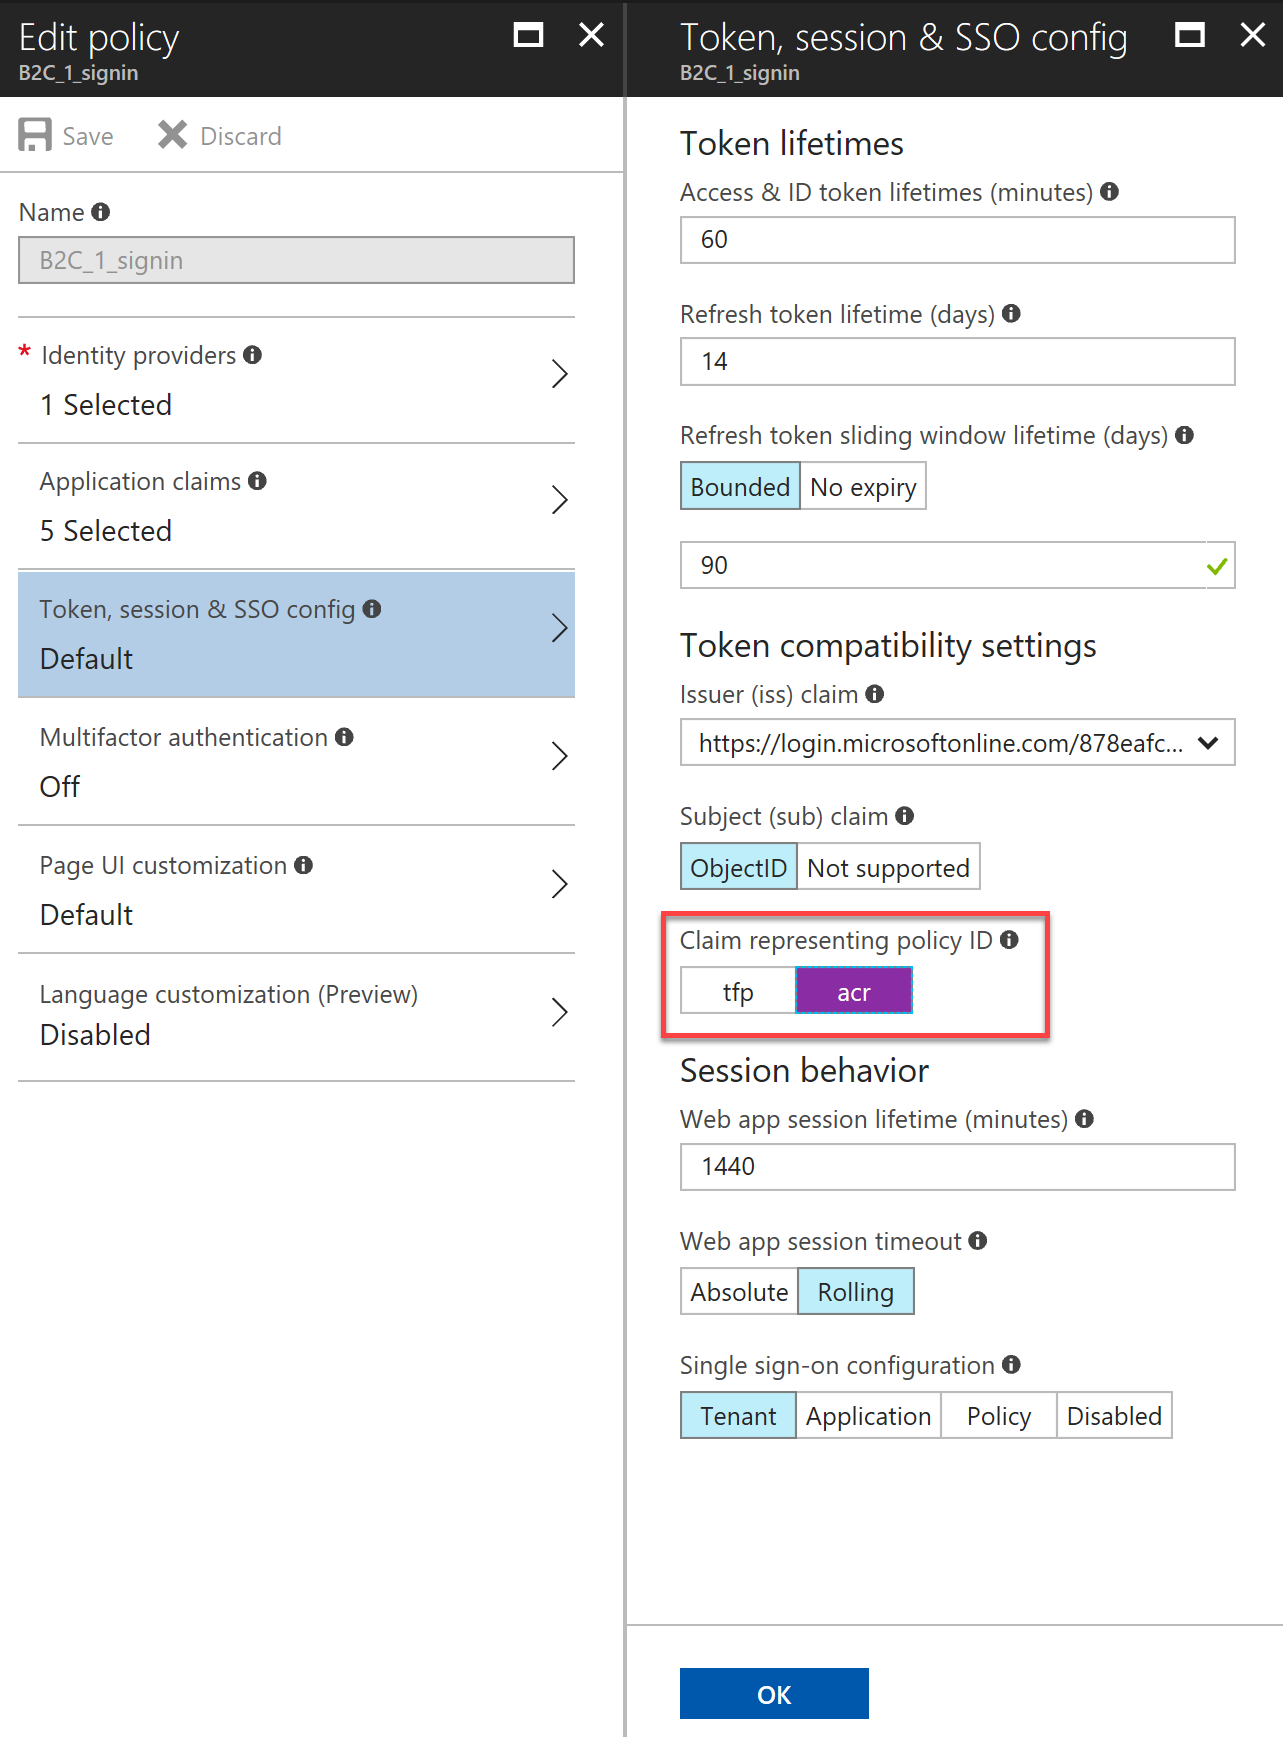 Edit policy
B2C_1_signin
Save
Discard
Name
B2C_1_signin
* Identity providers
1 Selected
Application claims
5 Selected
Token, session & SSO config
Default
Multifactor authentication
Off
Page UI customization
Default
Language customization (Preview)
Disabled
Token, session & SSO config
B2C_1_signin
Token lifetimes
Access & ID token lifetimes (minutes)
60
Refresh token lifetime (days)
14
Refresh token sliding window lifetime (days)
Bounded No expiry
90
Token compatibility settings
Issuer (iss) claim
https://login.microsoftonline.com/878eafc...
Subject (sub) claim
ObjectID Not supported
Claim representing policy ID
tfp acr
Session behavior
Web app session lifetime (minutes)
1440
Web app session timeout
Absolute Rolling
Single sign-on configuration
Tenant Application Policy Disabled
OK